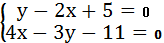 y - 2x + 5 = 0
4x - 3y - 11 = 0